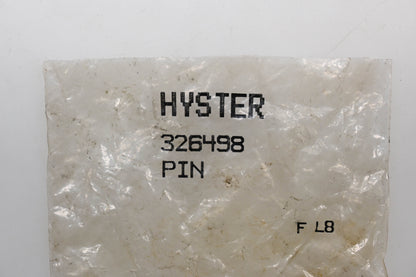 HYSTER
326498
PIN
F L8